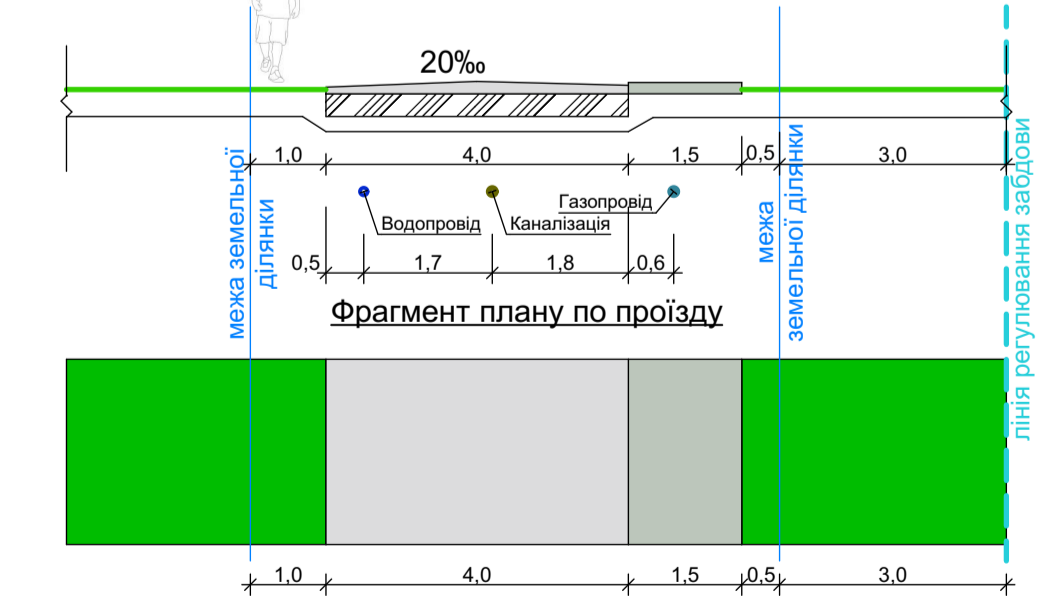 20‰
1,0
4,0
1,5
0,5
3,0
межа земельної
ділянки
Водопровід
Каналізація
Газопровід
межа
земельної ділянки
лінія регулювання забдови
0,5
1,7
1,8
0,6
Фрагмент плану по проїзду
1,0
4,0
1,5
0,5
3,0